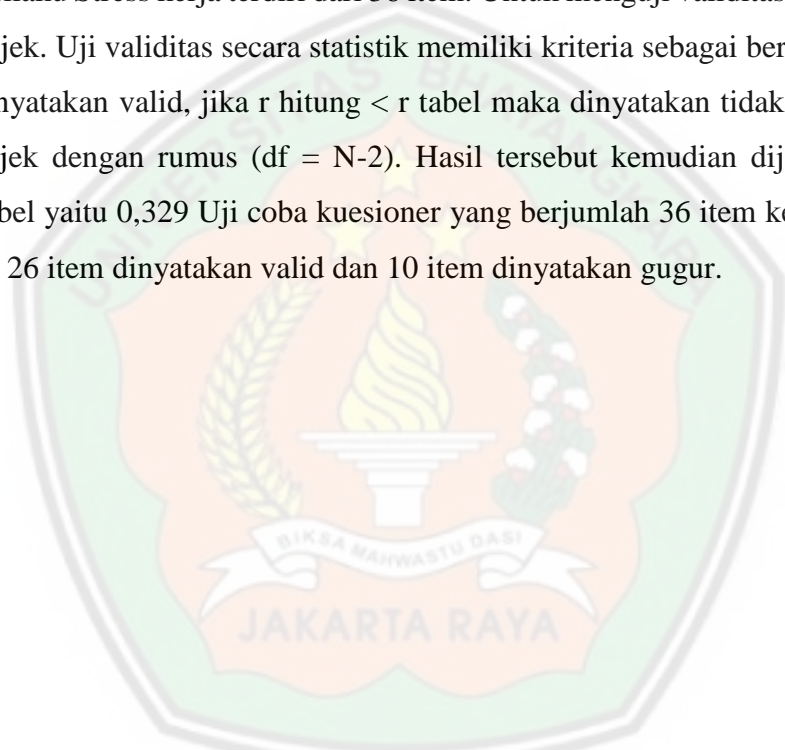 Stress kerja terdiri dari 36 item. Untuk menguji validitas
jek. Uji validitas secara statistik memiliki kriteria sebagai ber
nyatakan valid, jika r hitung < r tabel maka dinyatakan tidak
jek dengan rumus (df = N-2). Hasil tersebut kemudian dij
bel yaitu 0,329 Uji coba kuesioner yang berjumlah 36 item ke
26 item dinyatakan valid dan 10 item dinyatakan gugur.
UNIVERSITAS BHAYANGKARA
BIKSA MAHWASTU DASI
JAKARTA RAYA